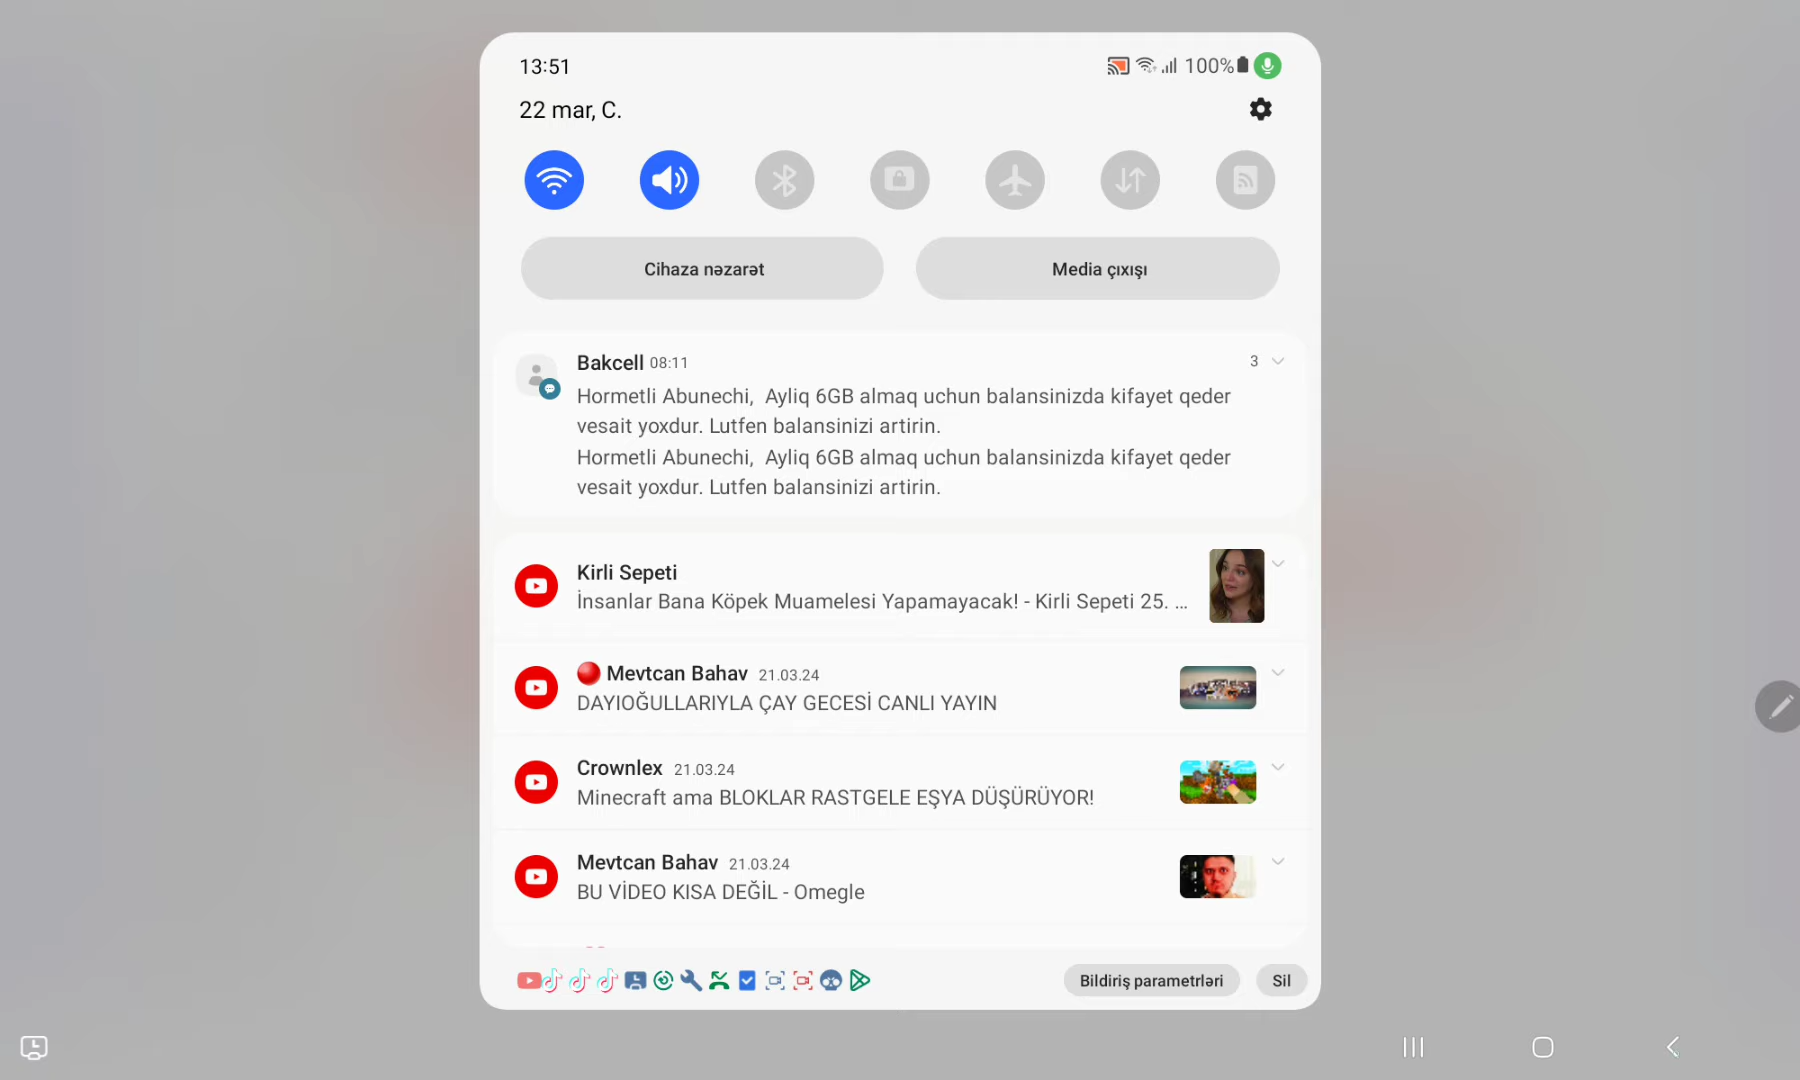 13:51
100%
22 mar, C.
Cihaza nəzarət
Media çıxışı
Bakcell 08:11
3
Hormetli Abunechi,  Ayliq 6GB almaq uchun balansinizda kifayet qeder
vesait yoxdur. Lutfen balansinizi artirin.
Hormetli Abunechi,  Ayliq 6GB almaq uchun balansinizda kifayet qeder
vesait yoxdur. Lutfen balansinizi artirin.
Kirli Sepeti
İnsanlar Bana Köpek Muamelesi Yapamayacak! - Kirli Sepeti 25. ...
Mevtcan Bahav 21.03.24
DAYIOĞULLARIYLA ÇAY GECESİ CANLI YAYIN
Crownlex 21.03.24
Minecraft ama BLOKLAR RASTGELE EŞYA DÜŞÜRÜYOR!
Mevtcan Bahav 21.03.24
BU VİDEO KISA DEĞİL - Omegle
Bildiriş parametrləri
Sil